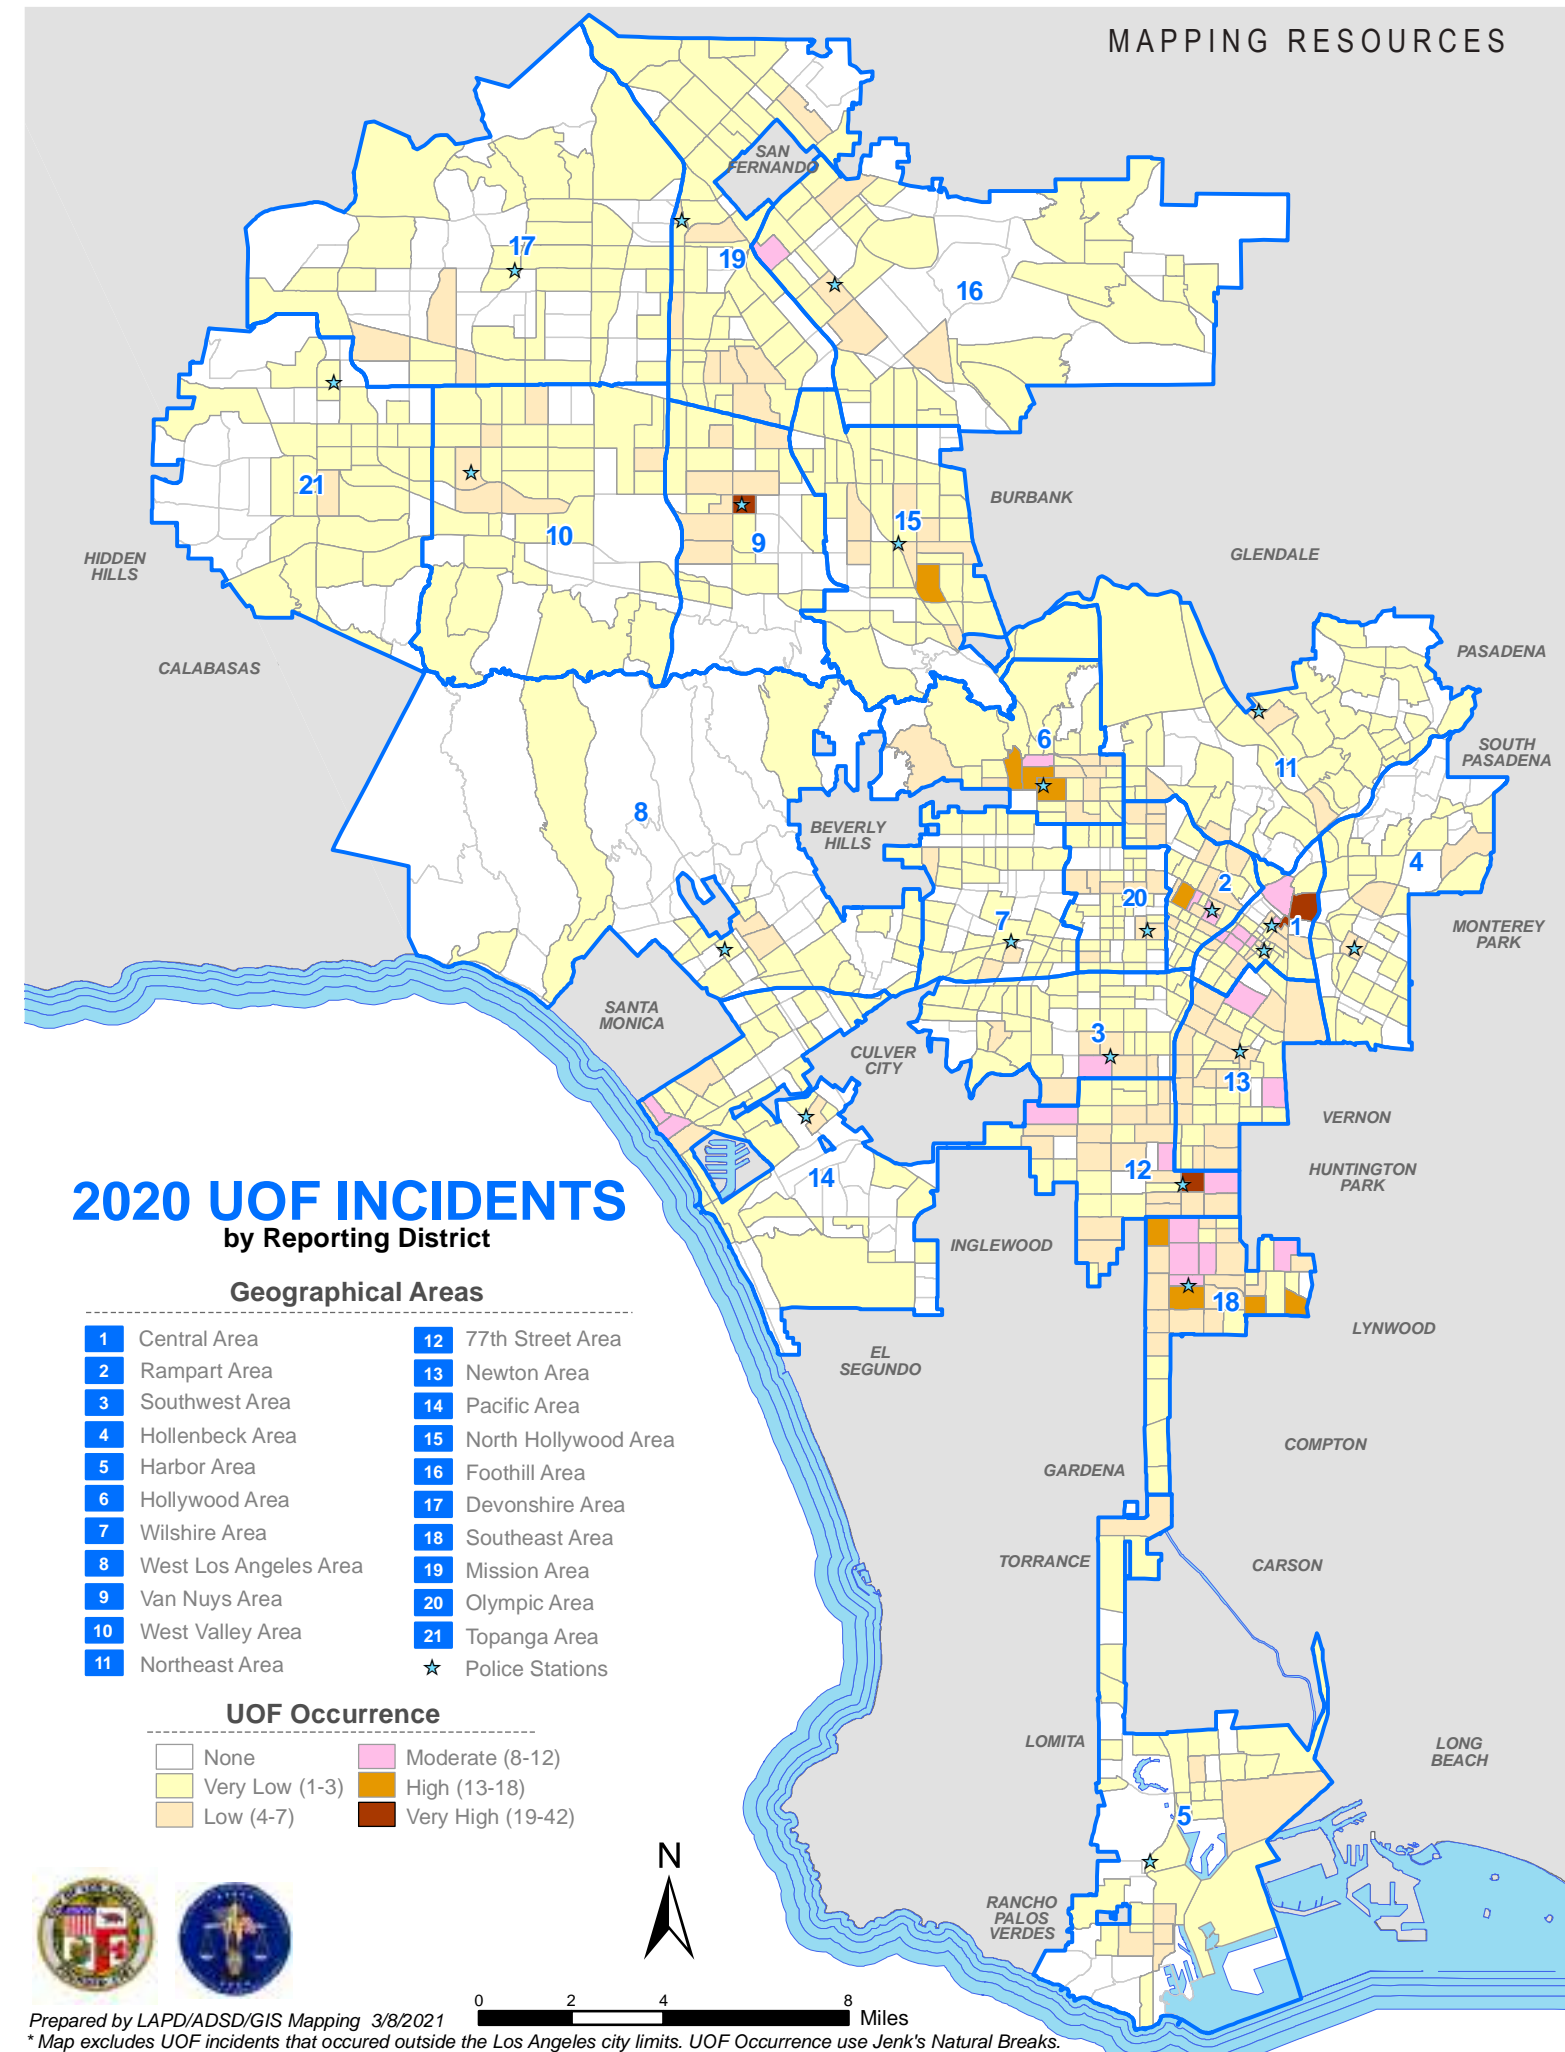 MAPPING RESOURCES
SAN
FERNANDO
17
19
16
21
10
9
15
BURBANK
GLENDALE
HIDDEN
HILLS
CALABASAS
PASADENA
SOUTH
PASADENA
6
11
8
BEVERLY
HILLS
4
2
20
7
1
MONTEREY
PARK
SANTA
MONICA
CULVER
CITY
3
13
VERNON
12
14
HUNTINGTON
PARK
INGLEWOOD
18
LYNWOOD
EL
SEGUNDO
COMPTON
GARDENA
TORRANCE
CARSON
LOMITA
LONG
BEACH
5
RANCHO
PALOS
VERDES
2020 UOF INCIDENTS
by Reporting District
Geographical Areas
1 Central Area
2 Rampart Area
3 Southwest Area
4 Hollenbeck Area
5 Harbor Area
6 Hollywood Area
7 Wilshire Area
8 West Los Angeles Area
9 Van Nuys Area
10 West Valley Area
11 Northeast Area
12 77th Street Area
13 Newton Area
14 Pacific Area
15 North Hollywood Area
16 Foothill Area
17 Devonshire Area
18 Southeast Area
19 Mission Area
20 Olympic Area
21 Topanga Area
Police Stations
UOF Occurrence
None
Very Low (1-3)
Low (4-7)
Moderate (8-12)
High (13-18)
Very High (19-42)
N
0 2 4 8
Miles
Prepared by LAPD/ADSD/GIS Mapping 3/8/2021
* Map excludes UOF incidents that occured outside the Los Angeles city limits. UOF Occurrence use Jenk's Natural Breaks.